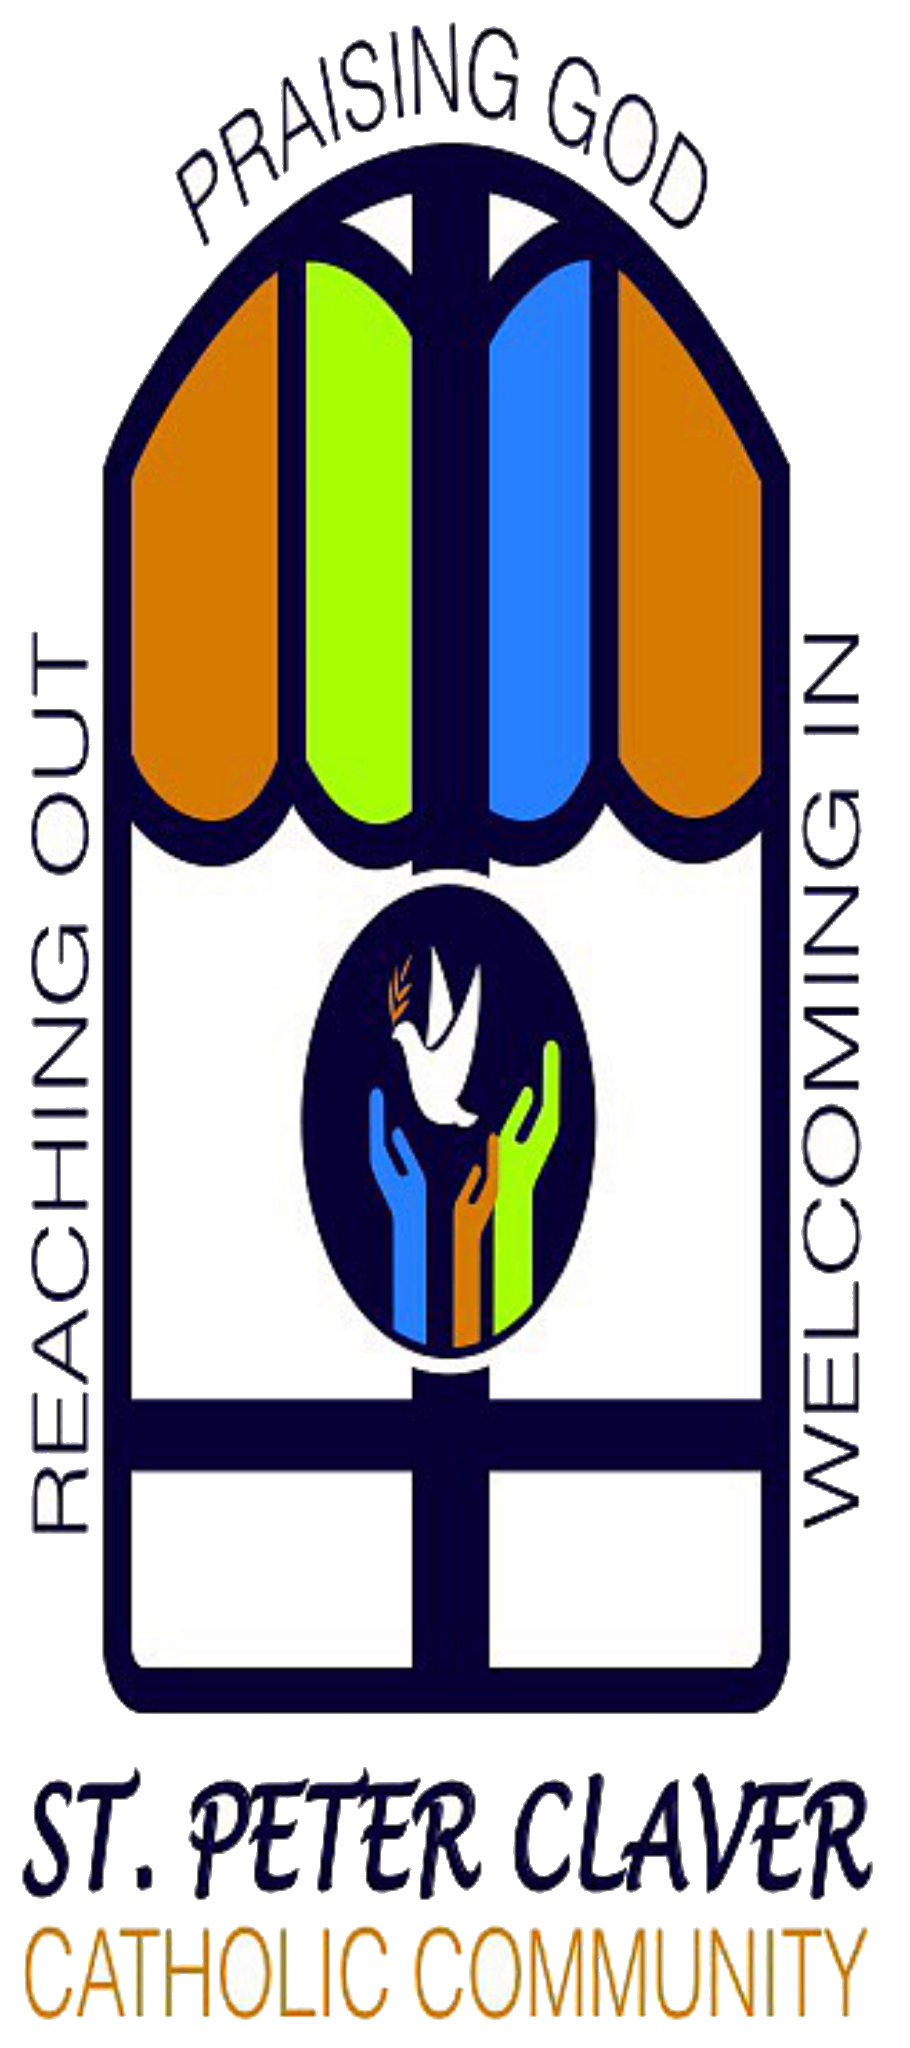 PRAISING GOD
REACHING OUT
WELCOMING IN
ST. PETER CLAVER
CATHOLIC COMMUNITY